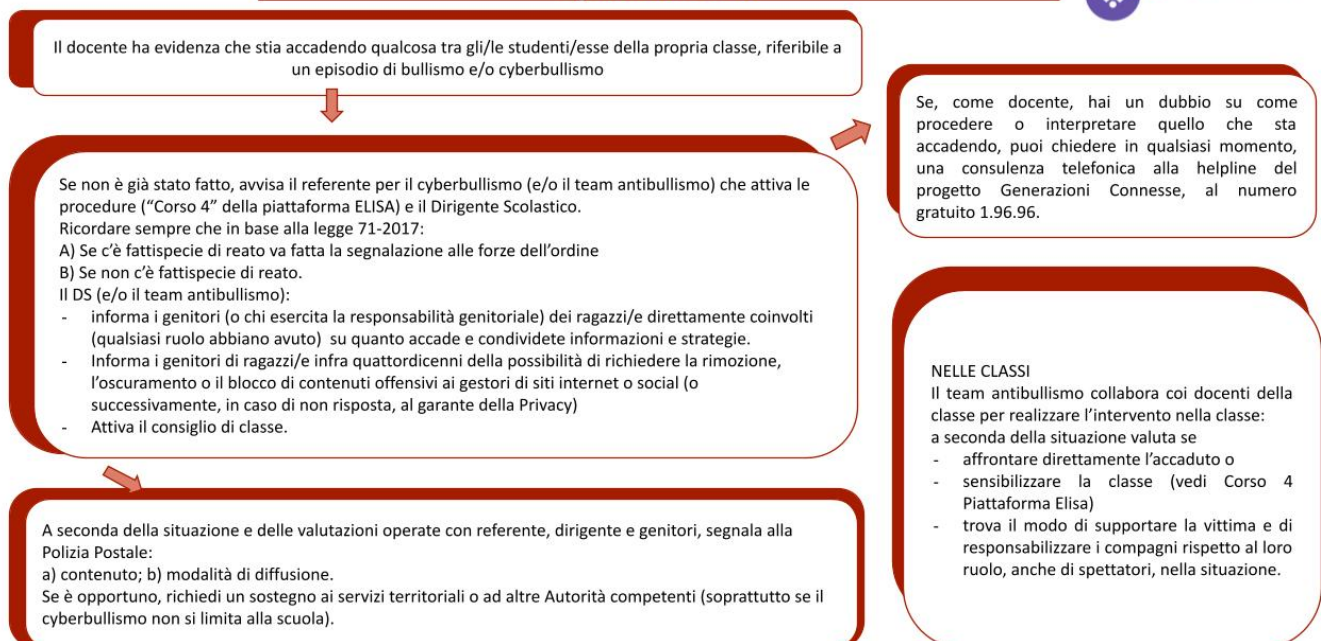 Il docente ha evidenza che stia accadendo qualcosa tra gli/le studenti/esse della propria classe, riferibile a
un episodio di bullismo e/o cyberbullismo
Se non è già stato fatto, avvisa il referente per il cyberbullismo (e/o il team antibullismo) che attiva le
procedure (“Corso 4” della piattaforma ELISA) e il Dirigente Scolastico.
Ricordare sempre che in base alla legge 71-2017:
A) Se c’è fattispecie di reato va fatta la segnalazione alle forze dell’ordine
B) Se non c’è fattispecie di reato.
Il DS (e/o il team antibullismo):
- informa i genitori (o chi esercita la responsabilità genitoriale) dei ragazzi/e direttamente coinvolti
(qualsiasi ruolo abbiano avuto) su quanto accade e condividete informazioni e strategie.
- Informa i genitori di ragazzi/e infra quattordicenni della possibilità di richiedere la rimozione,
l’oscuramento o il blocco di contenuti offensivi ai gestori di siti internet o social (o
successivamente, in caso di non risposta, al garante della Privacy)
- Attiva il consiglio di classe.
A seconda della situazione e delle valutazioni operate con referente, dirigente e genitori, segnala alla
Polizia Postale:
a) contenuto; b) modalità di diffusione.
Se è opportuno, richiedi un sostegno ai servizi territoriali o ad altre Autorità competenti (soprattutto se il
cyberbullismo non si limita alla scuola).
Se, come docente, hai un dubbio su come
procedere o interpretare quello che sta
accadendo, puoi chiedere in qualsiasi momento,
una consulenza telefonica alla helpline del
progetto Generazioni Connesse, al numero
gratuito 1.96.96.
NELLE CLASSI
Il team antibullismo collabora coi docenti della
classe per realizzare l’intervento nella classe:
a seconda della situazione valuta se
- affrontare direttamente l’accaduto o
- sensibilizzare la classe (vedi Corso 4
Piattaforma Elisa)
- trova il modo di supportare la vittima e di
responsabilizzare i compagni rispetto al loro
ruolo, anche di spettatori, nella situazione.